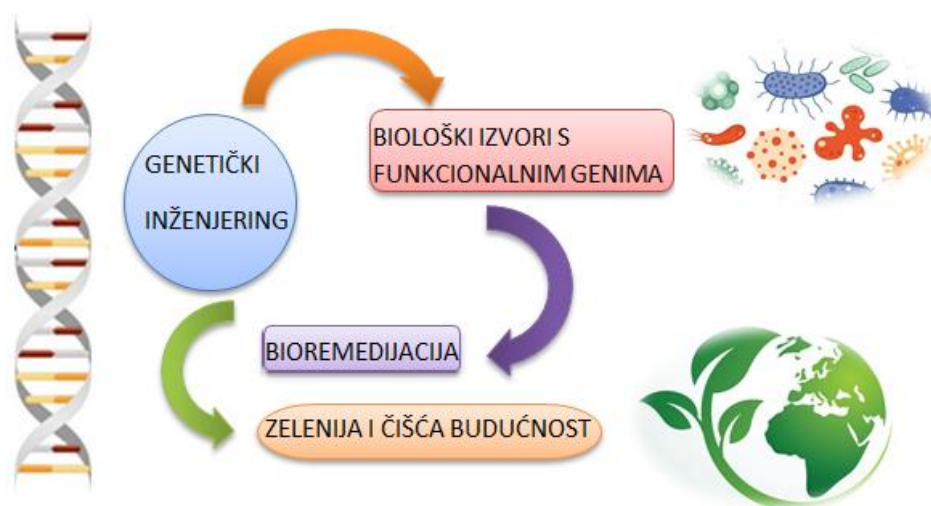 GENETIČKI
INŽENJERING
BIOLOŠKI IZVORI S
FUNKCIONALNIM GENIMA
BIOREMEDIJACIJA
ZELENIJA I ČIŠĆA BUDUĆNOST